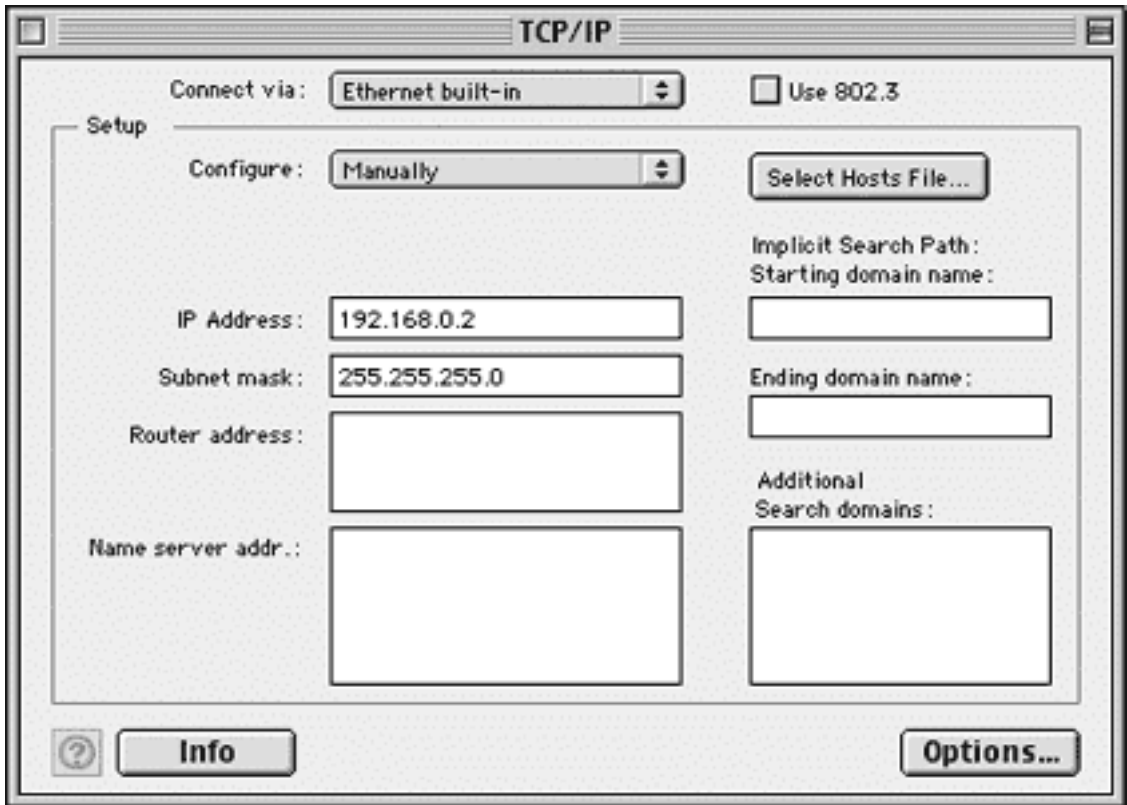 TCP/IP
Connect via: Ethernet built-in
Use 802.3
Setup
Configure: Manually
Select Hosts File...
Implicit Search Path:
Starting domain name:
IP Address: 192.168.0.2
Subnet mask: 255.255.255.0
Ending domain name:
Router address:
Additional
Search domains:
Name server addr.:
?
Info
Options...